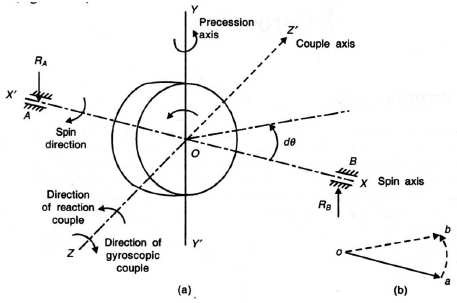 Y
Precession
axis
Z'
Couple axis
R_A
X'
A
Spin
direction
dθ
O
B
X Spin axis
Direction
of reaction
couple
R_B
Z
Direction of
gyroscopic
couple
Y'
b
o
a
(a)
(b)